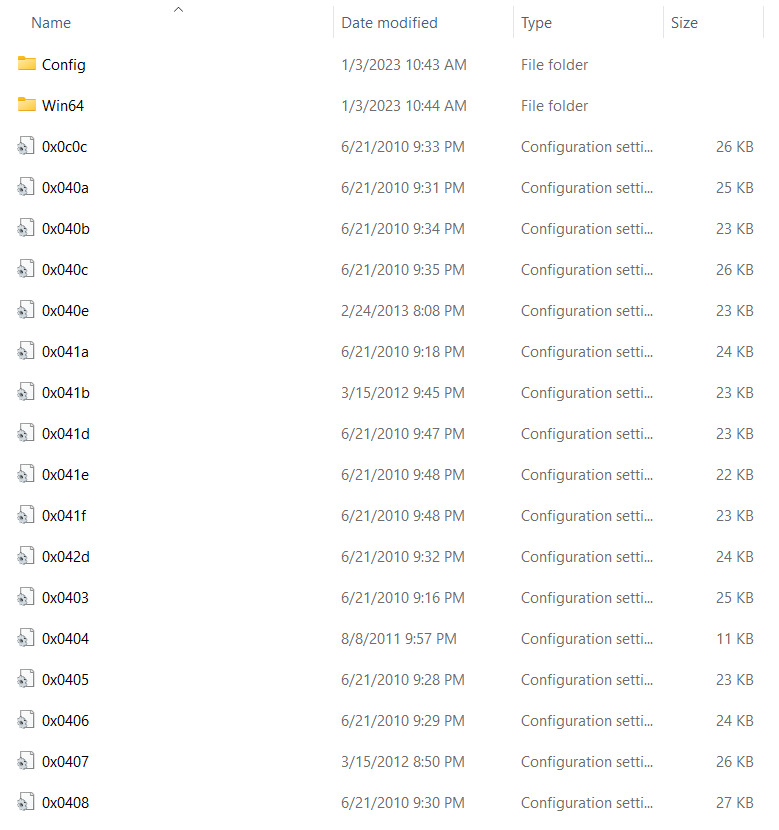 Name Date modified Type Size
Config 1/3/2023 10:43 AM File folder
Win64 1/3/2023 10:44 AM File folder
0x0c0c 6/21/2010 9:33 PM Configuration setti... 26 KB
0x040a 6/21/2010 9:31 PM Configuration setti... 25 KB
0x040b 6/21/2010 9:34 PM Configuration setti... 23 KB
0x040c 6/21/2010 9:35 PM Configuration setti... 26 KB
0x040e 2/24/2013 8:08 PM Configuration setti... 23 KB
0x041a 6/21/2010 9:18 PM Configuration setti... 24 KB
0x041b 3/15/2012 9:45 PM Configuration setti... 23 KB
0x041d 6/21/2010 9:47 PM Configuration setti... 23 KB
0x041e 6/21/2010 9:48 PM Configuration setti... 22 KB
0x041f 6/21/2010 9:48 PM Configuration setti... 23 KB
0x042d 6/21/2010 9:32 PM Configuration setti... 24 KB
0x0403 6/21/2010 9:16 PM Configuration setti... 25 KB
0x0404 8/8/2011 9:57 PM Configuration setti... 11 KB
0x0405 6/21/2010 9:28 PM Configuration setti... 23 KB
0x0406 6/21/2010 9:29 PM Configuration setti... 24 KB
0x0407 3/15/2012 8:50 PM Configuration setti... 26 KB
0x0408 6/21/2010 9:30 PM Configuration setti... 27 KB